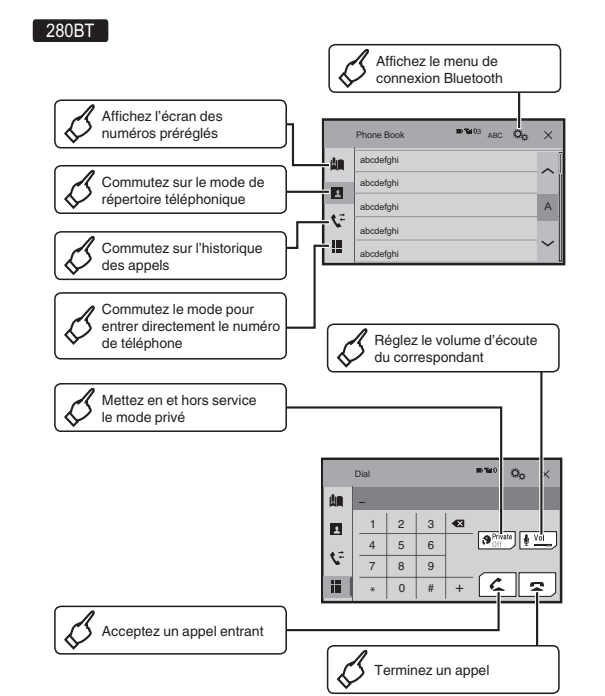 280BT
Affichez le menu de
connexion Bluetooth
Affichez l'écran des
numéros préréglés
Commutez sur le mode de
répertoire téléphonique
Commutez sur l'historique
des appels
Commutez le mode pour
entrer directement le numéro
de téléphone
Phone Book
03 ABC
abcdefghi
abcdefghi
abcdefghi
A
abcdefghi
abcdefghi
Réglez le volume d'écoute
du correspondant
Mettez en et hors service
le mode privé
Dial
–
1 2 3
4 5 6
7 8 9
* 0 # +
Private
Off
Vol
Acceptez un appel entrant
Terminez un appel